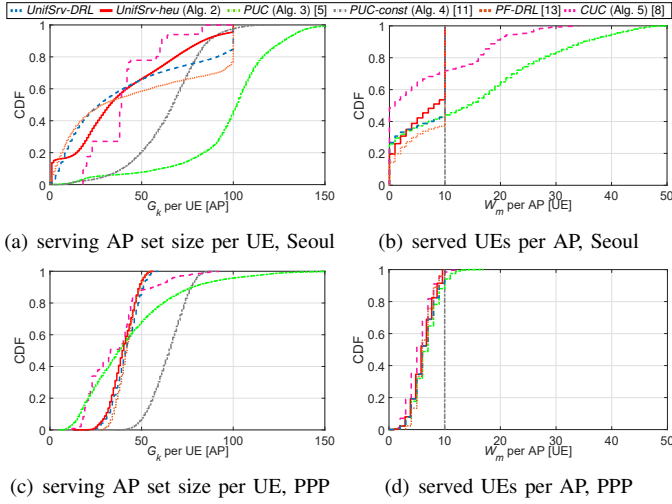 UnifSrv-DRL UnifSrv-heu (Alg. 2) PUC (Alg. 3) [5] PUC-const (Alg. 4) [11] PF-DRL [13] CUC (Alg. 5) [8]
1
0.8
0.6
0.4
0.2
0
CDF
0 50 100 150
G_k per UE [AP]
1
0.8
0.6
0.4
0.2
0
CDF
0 10 20 30 40 50
W_m per AP [UE]
(a) serving AP set size per UE, Seoul
(b) served UEs per AP, Seoul
1
0.8
0.6
0.4
0.2
0
CDF
0 50 100 150
G_k per UE [AP]
1
0.8
0.6
0.4
0.2
0
CDF
0 10 20 30 40 50
W_m per AP [UE]
(c) serving AP set size per UE, PPP
(d) served UEs per AP, PPP